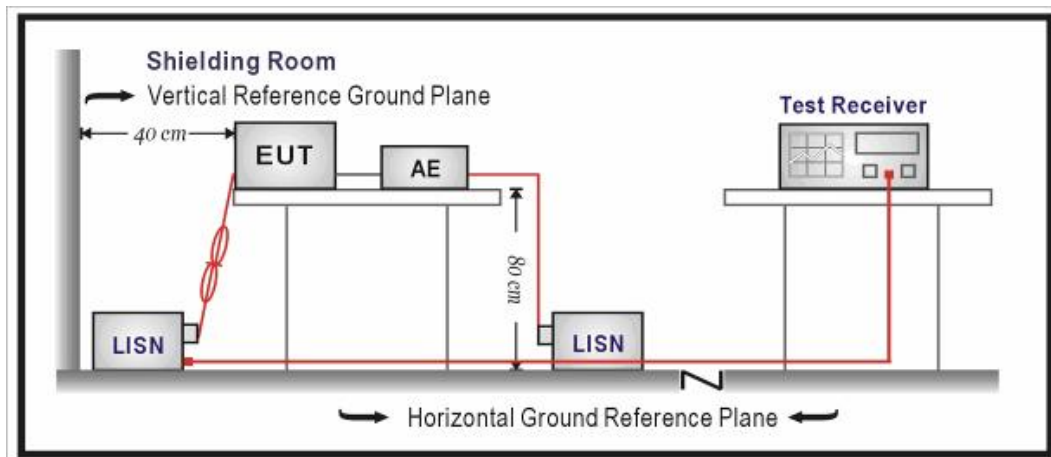 Shielding Room
Vertical Reference Ground Plane
Test Receiver
40 cm
EUT
AE
80 cm
LISN
LISN
Horizontal Ground Reference Plane